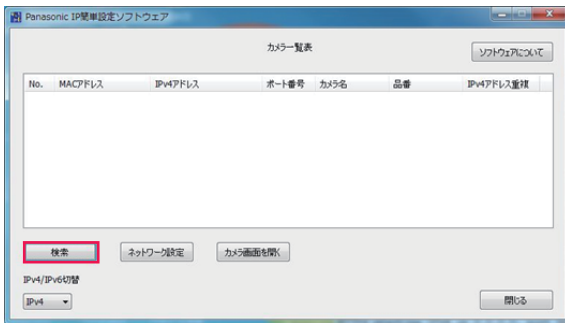 Panasonic IP簡単設定ソフトウェア
カメラ一覧表
ソフトウェアについて
No. MACアドレス IPv4アドレス ポート番号 カメラ名 品番 IPv4アドレス重複
検索 ネットワーク設定 カメラ画面を開く
IPv4/IPv6切替
IPv4
閉じる